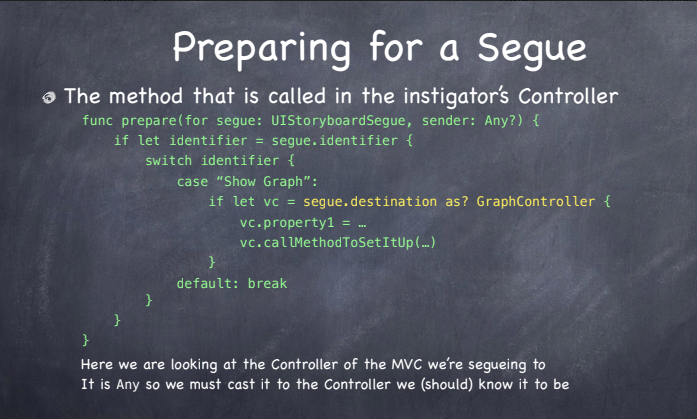 Preparing for a Segue
The method that is called in the instigator's Controller
func prepare(for segue: UIStoryboardSegue, sender: Any?) {
    if let identifier = segue.identifier {
        switch identifier {
            case “Show Graph”:
                if let vc = segue.destination as? GraphController {
                    vc.property1 = …
                    vc.callMethodToSetItUp(…)
                }
            default: break
        }
    }
}
Here we are looking at the Controller of the MVC we're segueing to
It is Any so we must cast it to the Controller we (should) know it to be